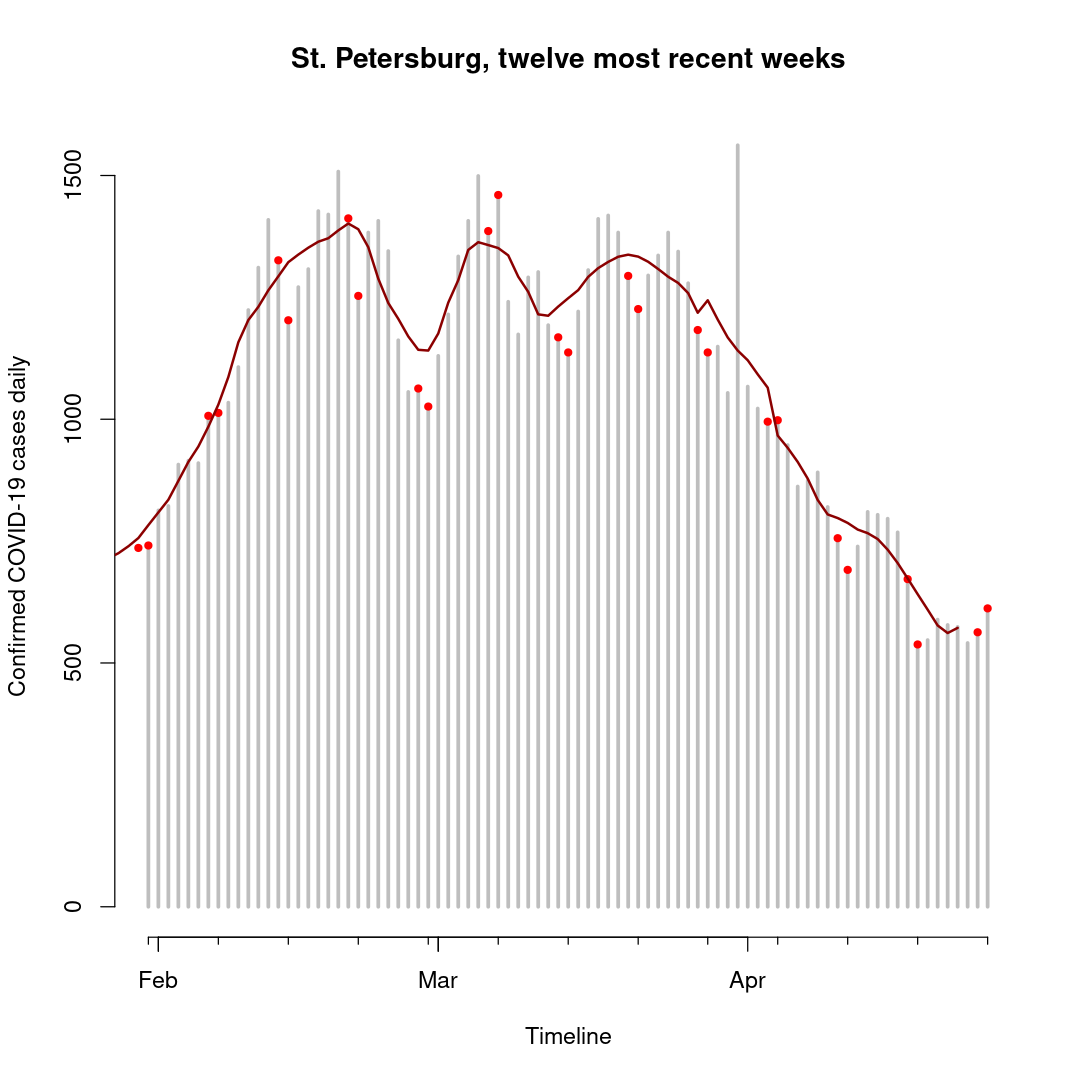 St. Petersburg, twelve most recent weeks
Confirmed COVID-19 cases daily
1500
1000
500
0
Feb Mar Apr
Timeline